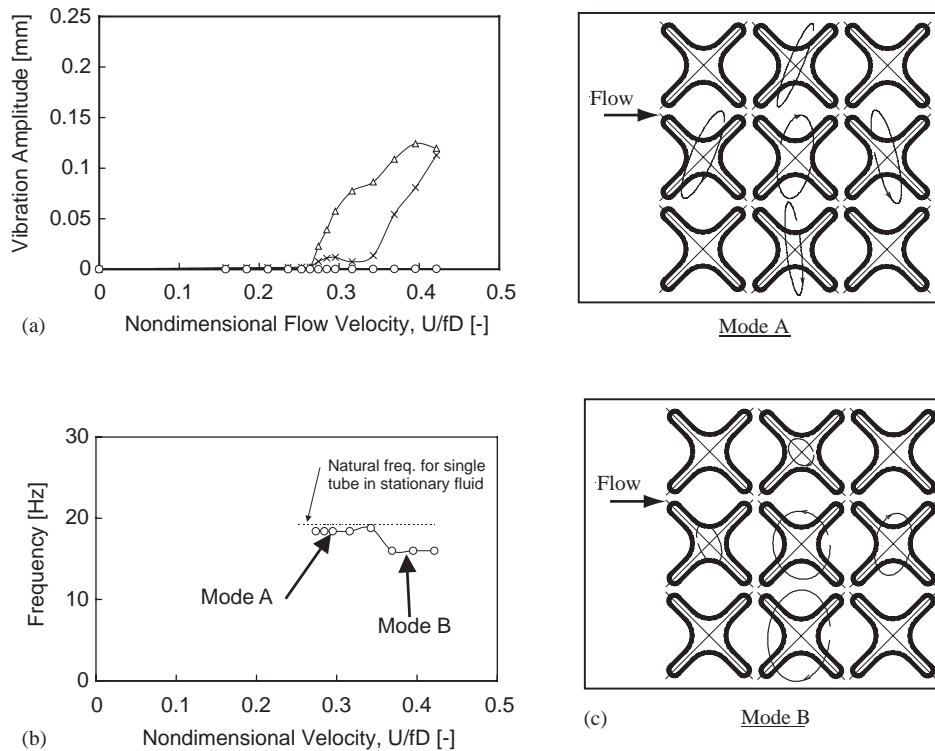 0.25
0.2
0.15
0.1
0.05
0
0
0.1
0.2
0.3
0.4
0.5
Vibration Amplitude [mm]
Nondimensional Flow Velocity, U/fD [-]
(a)
Flow
Mode A
30
20
10
0
0
0.1
0.2
0.3
0.4
0.5
Frequency [Hz]
Natural freq. for single
tube in stationary fluid
Mode A
Mode B
Nondimensional Velocity, U/fD [-]
(b)
Flow
(c)
Mode B